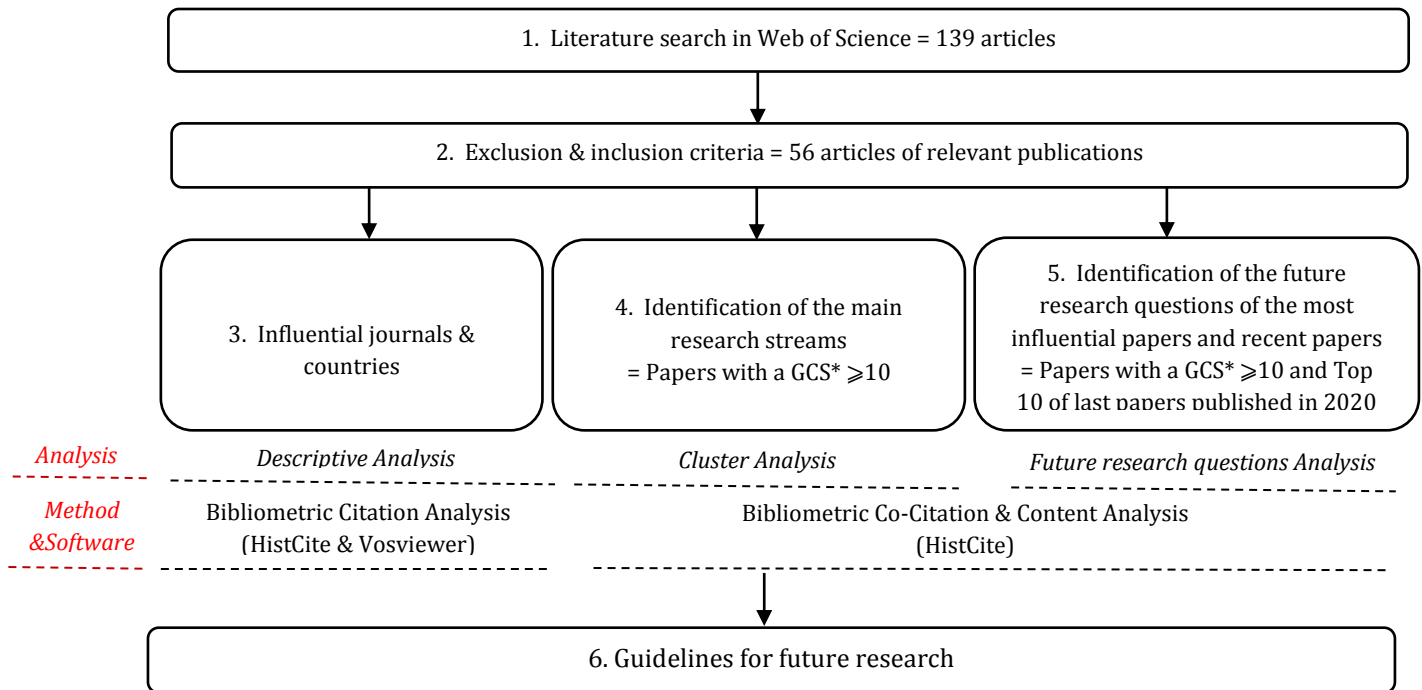 1. Literature search in Web of Science = 139 articles
2. Exclusion & inclusion criteria = 56 articles of relevant publications
3. Influential journals &
countries
4. Identification of the main
research streams
= Papers with a GCS* ⩾10
5. Identification of the future
research questions of the most
influential papers and recent papers
= Papers with a GCS* ⩾10 and Top
10 of last papers published in 2020
Analysis
Descriptive Analysis
Cluster Analysis
Future research questions Analysis
Method
&Software
Bibliometric Citation Analysis
(HistCite & Vosviewer)
Bibliometric Co-Citation & Content Analysis
(HistCite)
6. Guidelines for future research